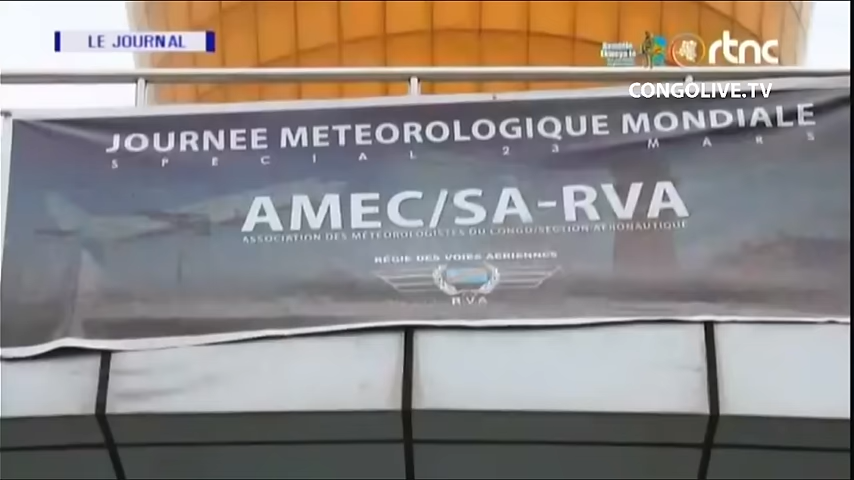 LE JOURNAL
rtnc
CONGOLIVE.TV
JOURNEE METEOROLOGIQUE MONDIALE
SPECIAL 23 MARS
AMEC/SA-RVA
ASSOCIATION DES METEOROLOGISTES DU CONGO/SECTION AERONAUTIQUE
RÉGIE DES VOIES AÉRIENNES
RVA